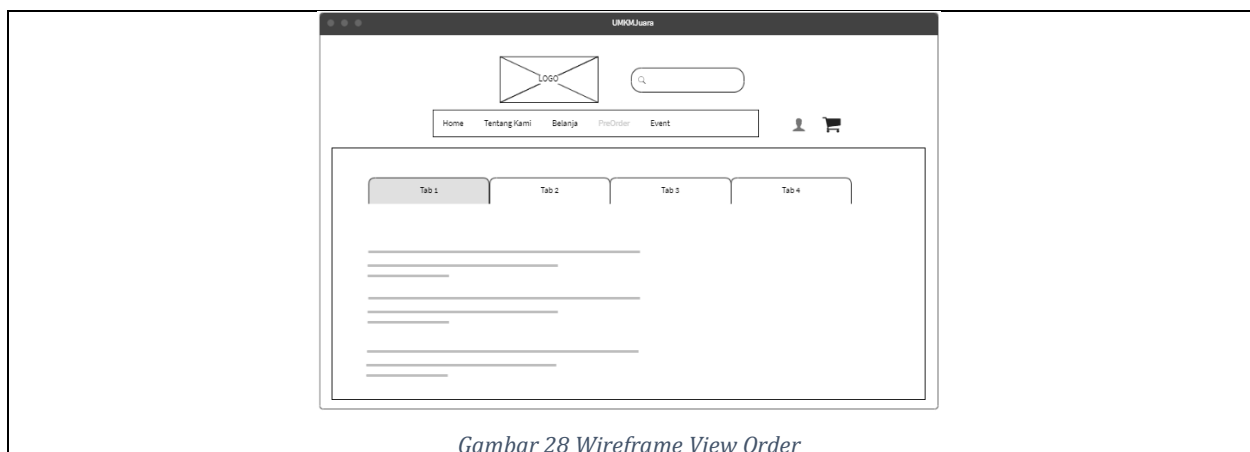 UMKMJuara
LOGO
Home Tentang Kami Belanja PreOrder Event
Tab 1 Tab 2 Tab 3 Tab 4
Gambar 28 Wireframe View Order